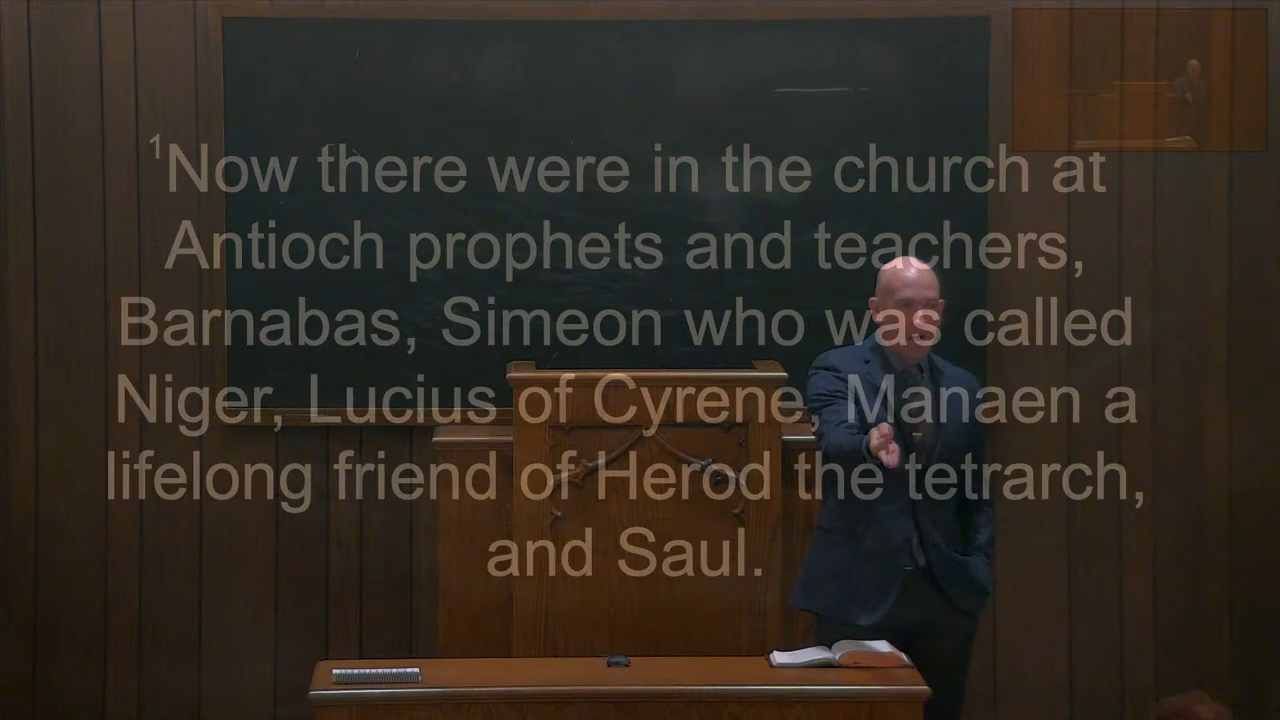 ¹Now there were in the church at
Antioch prophets and teachers,
Barnabas, Simeon who was called
Niger, Lucius of Cyrene, Manaen a
lifelong friend of Herod the tetrarch,
and Saul.